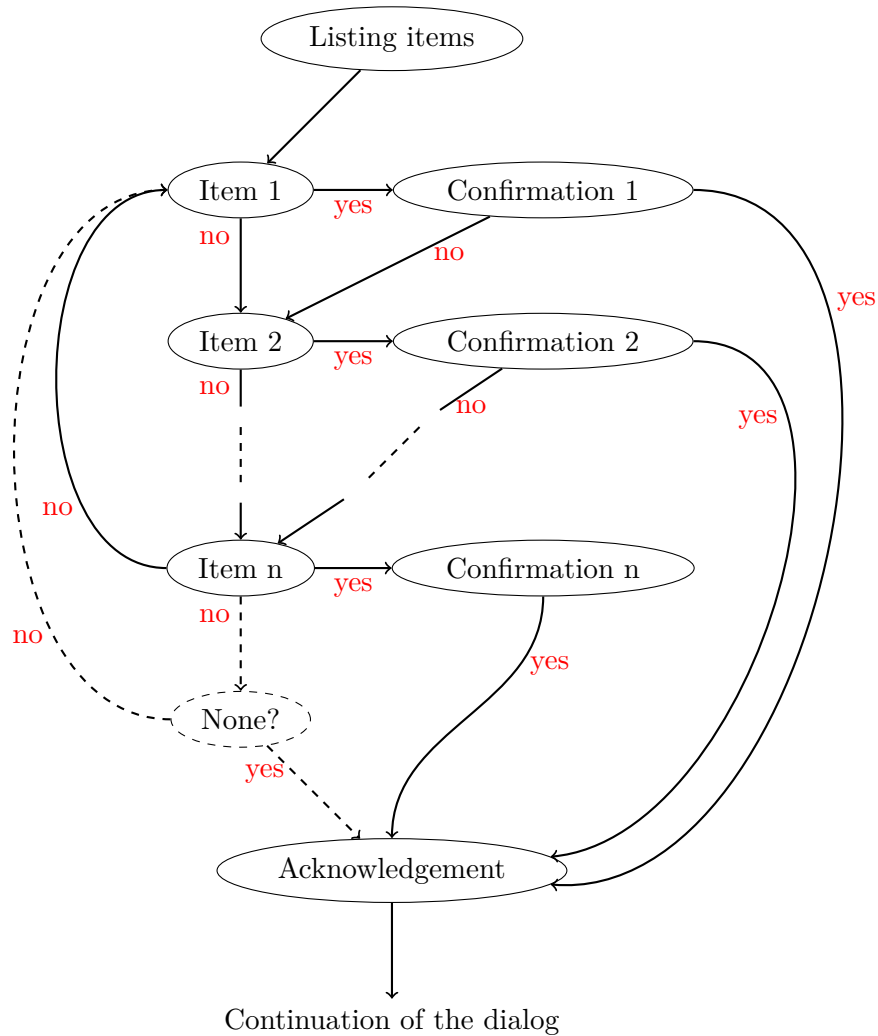 Listing items
Item 1
yes
Confirmation 1
no
no
yes
Item 2
yes
Confirmation 2
no
no
yes
no
Item n
yes
Confirmation n
no
no
yes
None?
yes
Acknowledgement
Continuation of the dialog